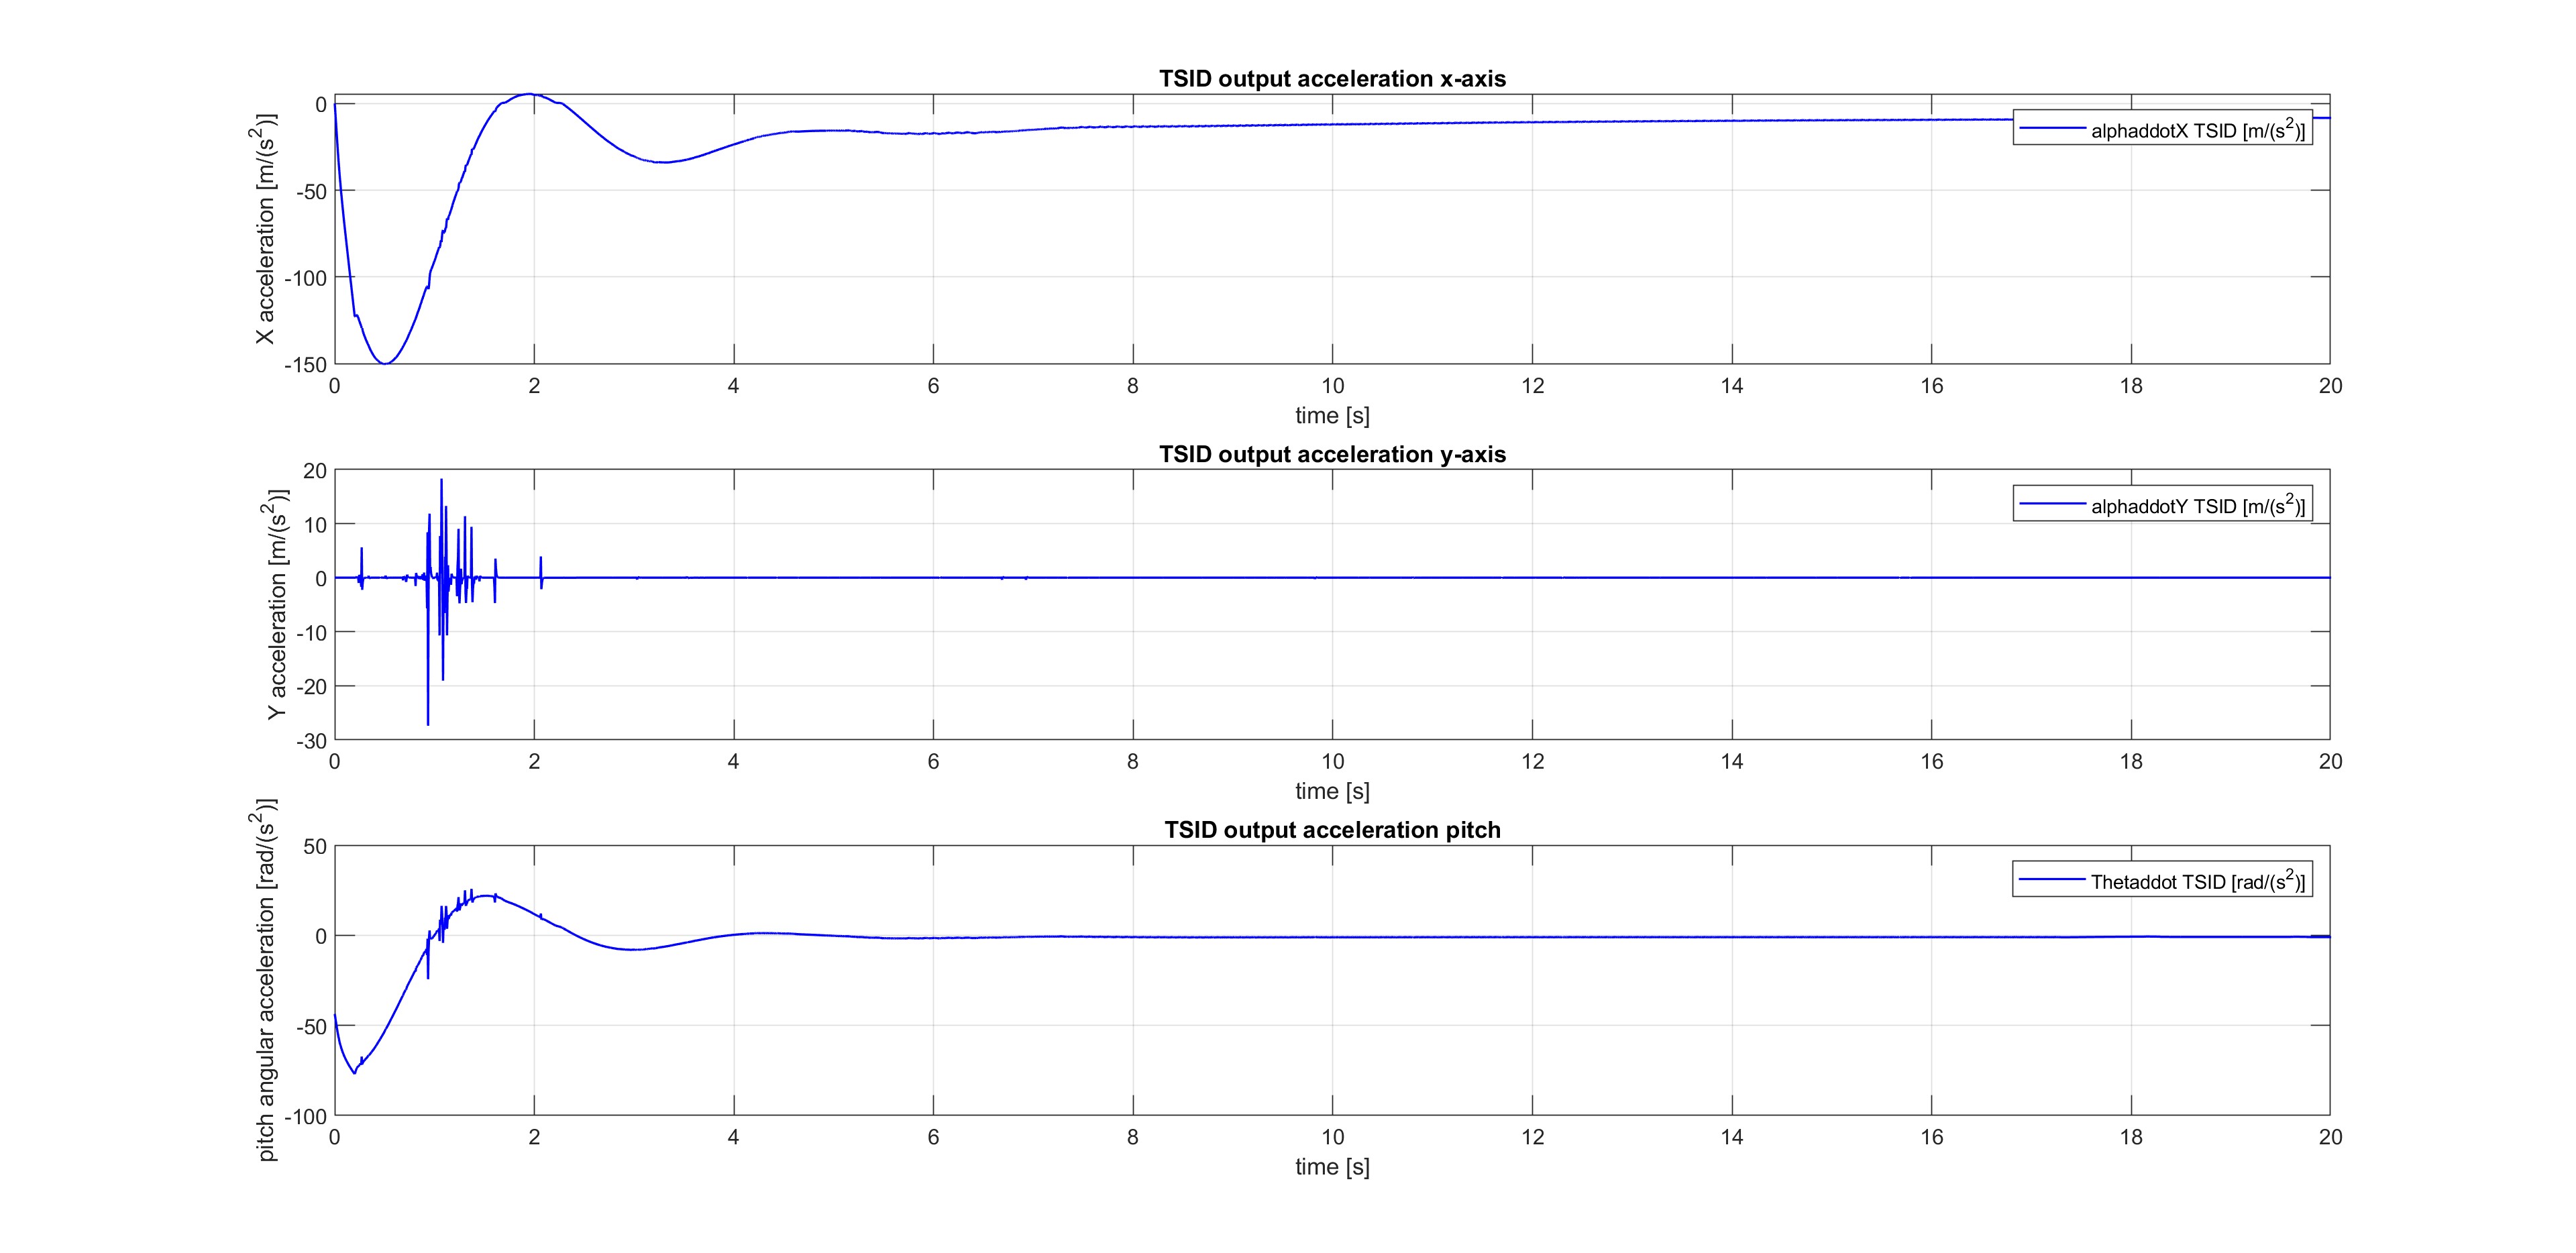 TSID output acceleration x-axis
X acceleration [m/(s²)]
0
-50
-100
-150
alphaddotX TSID [m/(s²)]
0 2 4 6 8 10 12 14 16 18 20
time [s]
TSID output acceleration y-axis
Y acceleration [m/(s²)]
20
10
0
-10
-20
-30
alphaddotY TSID [m/(s²)]
0 2 4 6 8 10 12 14 16 18 20
time [s]
TSID output acceleration pitch
pitch angular acceleration [rad/(s²)]
50
0
-50
-100
Thetaddot TSID [rad/(s²)]
0 2 4 6 8 10 12 14 16 18 20
time [s]